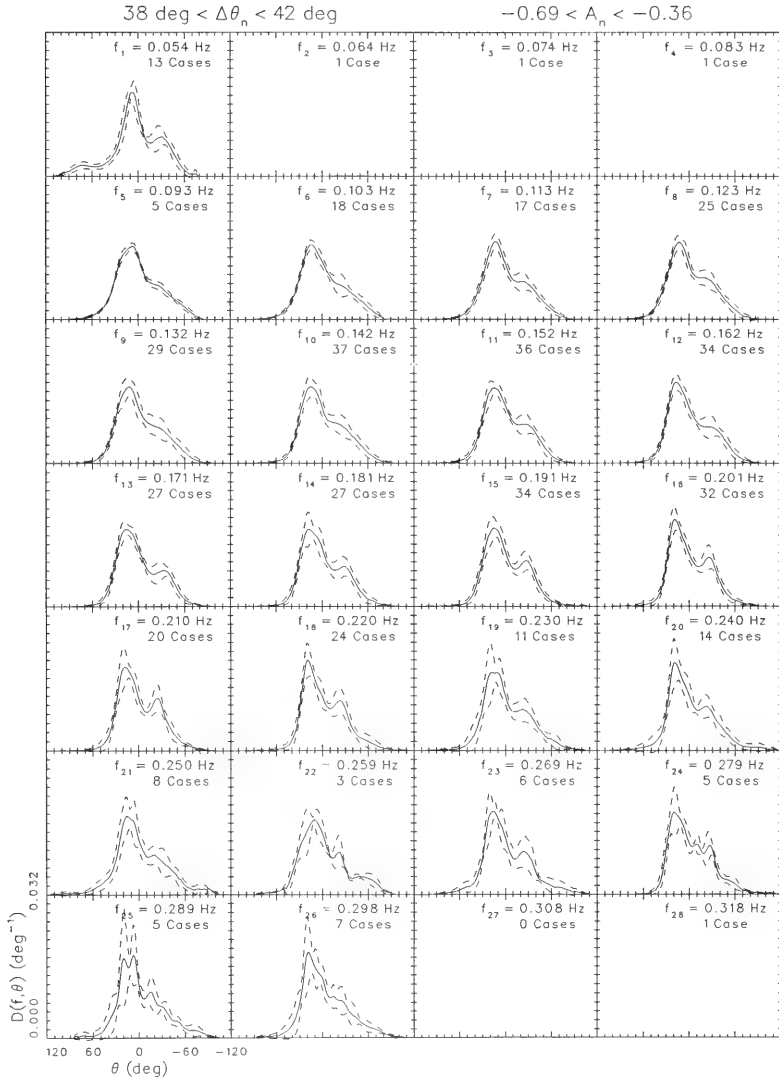 38 deg < Δθn < 42 deg
−0.69 < An < −0.36
f1 = 0.054 Hz
13 Cases
f2 = 0.064 Hz
1 Case
f3 = 0.074 Hz
1 Case
f4 = 0.083 Hz
1 Case
f5 = 0.093 Hz
5 Cases
f6 = 0.103 Hz
18 Cases
f7 = 0.113 Hz
17 Cases
f8 = 0.123 Hz
25 Cases
f9 = 0.132 Hz
29 Cases
f10 = 0.142 Hz
37 Cases
f11 = 0.152 Hz
36 Cases
f12 = 0.162 Hz
34 Cases
f13 = 0.171 Hz
27 Cases
f14 = 0.181 Hz
27 Cases
f15 = 0.191 Hz
34 Cases
f16 = 0.201 Hz
32 Cases
f17 = 0.210 Hz
20 Cases
f18 = 0.220 Hz
24 Cases
f19 = 0.230 Hz
11 Cases
f20 = 0.240 Hz
14 Cases
f21 = 0.250 Hz
8 Cases
f22 = 0.259 Hz
3 Cases
f23 = 0.269 Hz
6 Cases
f24 = 0.279 Hz
5 Cases
f25 = 0.289 Hz
5 Cases
f26 = 0.298 Hz
7 Cases
f27 = 0.308 Hz
0 Cases
f28 = 0.318 Hz
1 Case
0.032
D(f,θ) (deg−1)
0.000
120 60 0 −60 −120
θ (deg)